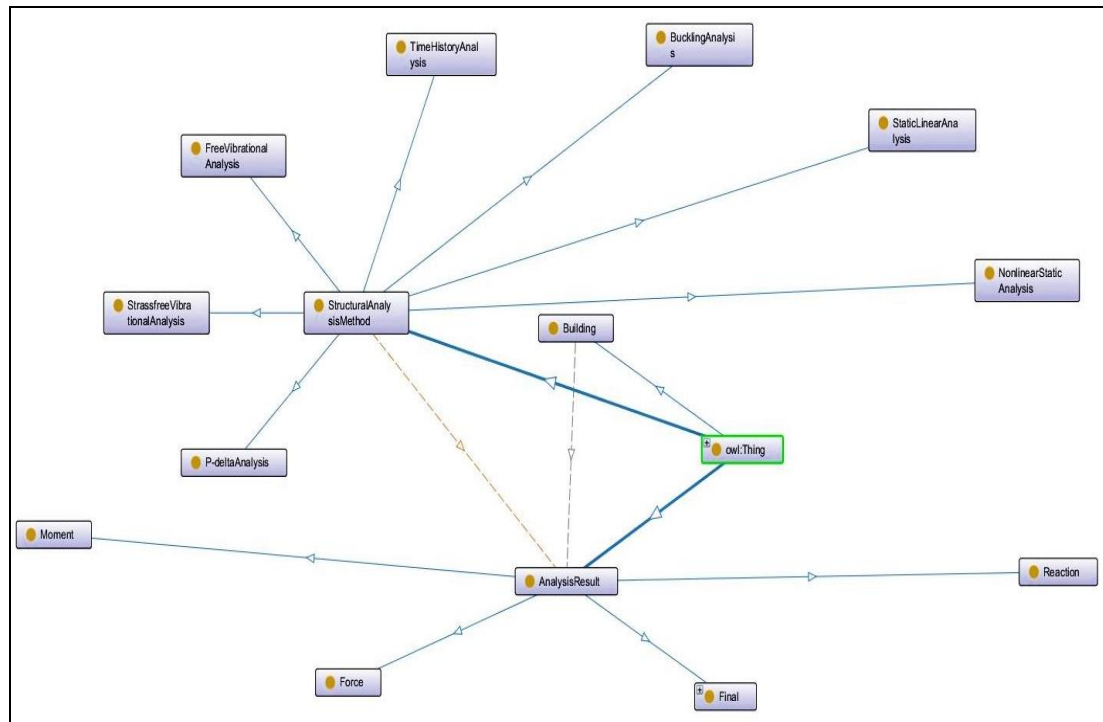 TimeHistoryAnal
ysis
BucklingAnalysi
s
StaticLinearAna
lysis
FreeVibrational
Analysis
NonlinearStatic
Analysis
StrassfreeVibra
tionalAnalysis
StructuralAnaly
sisMethod
Building
owl:Thing
P-deltaAnalysis
Moment
AnalysisResult
Reaction
Force
Final